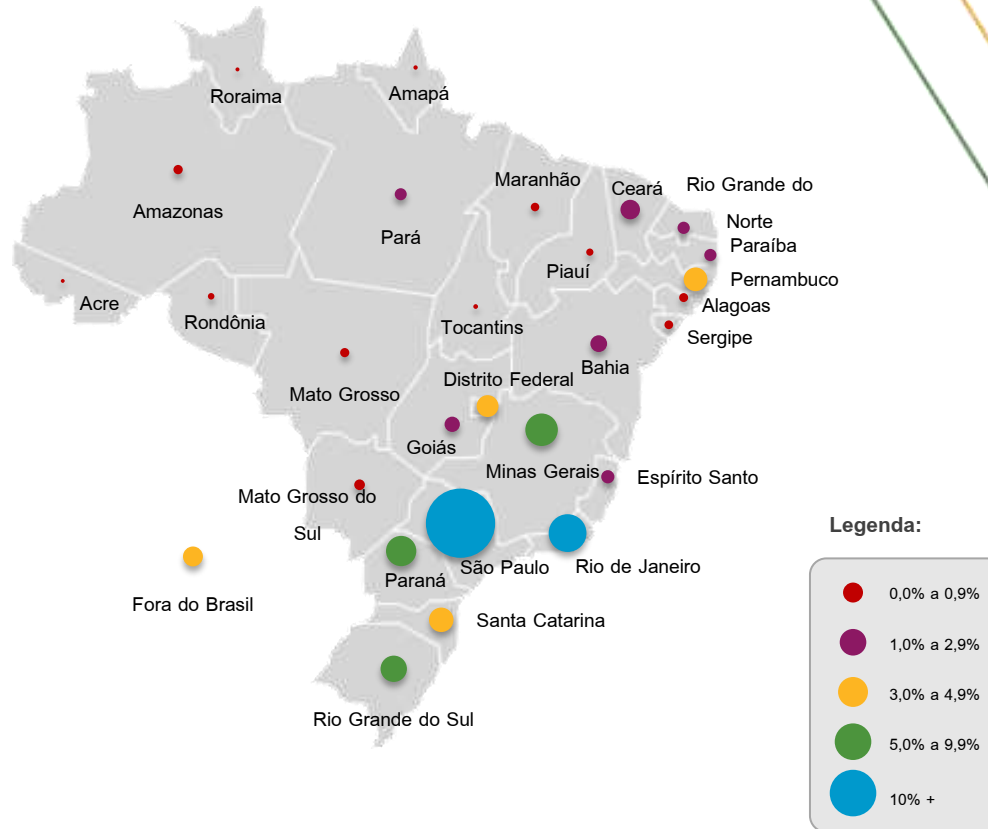 Roraima
Amapá
Maranhão
Ceará
Rio Grande do
Norte
Amazonas
Pará
Paraíba
Piauí
Pernambuco
Acre
Alagoas
Rondônia
Tocantins
Sergipe
Bahia
Distrito Federal
Mato Grosso
Goiás
Minas Gerais
Espírito Santo
Mato Grosso do
Sul
São Paulo
Rio de Janeiro
Paraná
Fora do Brasil
Santa Catarina
Rio Grande do Sul
Legenda:
0,0% a 0,9%
1,0% a 2,9%
3,0% a 4,9%
5,0% a 9,9%
10% +